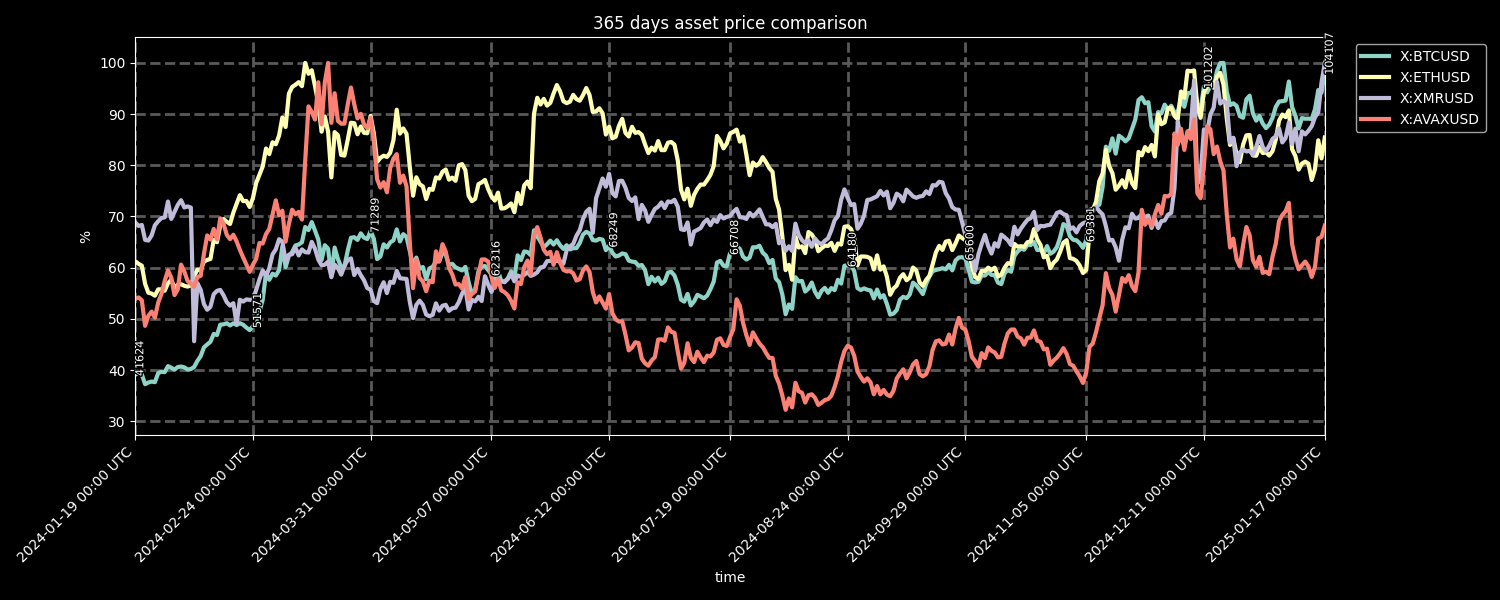 365 days asset price comparison
X:BTCUSD
X:ETHUSD
X:XMRUSD
X:AVAXUSD
%
100
90
80
70
60
50
40
30
41624
51571
71289
62316
68249
66708
64180
65600
69381
101202
104107
2024-01-19 00:00 UTC
2024-02-24 00:00 UTC
2024-03-31 00:00 UTC
2024-05-07 00:00 UTC
2024-06-12 00:00 UTC
2024-07-19 00:00 UTC
2024-08-24 00:00 UTC
2024-09-29 00:00 UTC
2024-11-05 00:00 UTC
2024-12-11 00:00 UTC
2025-01-17 00:00 UTC
time